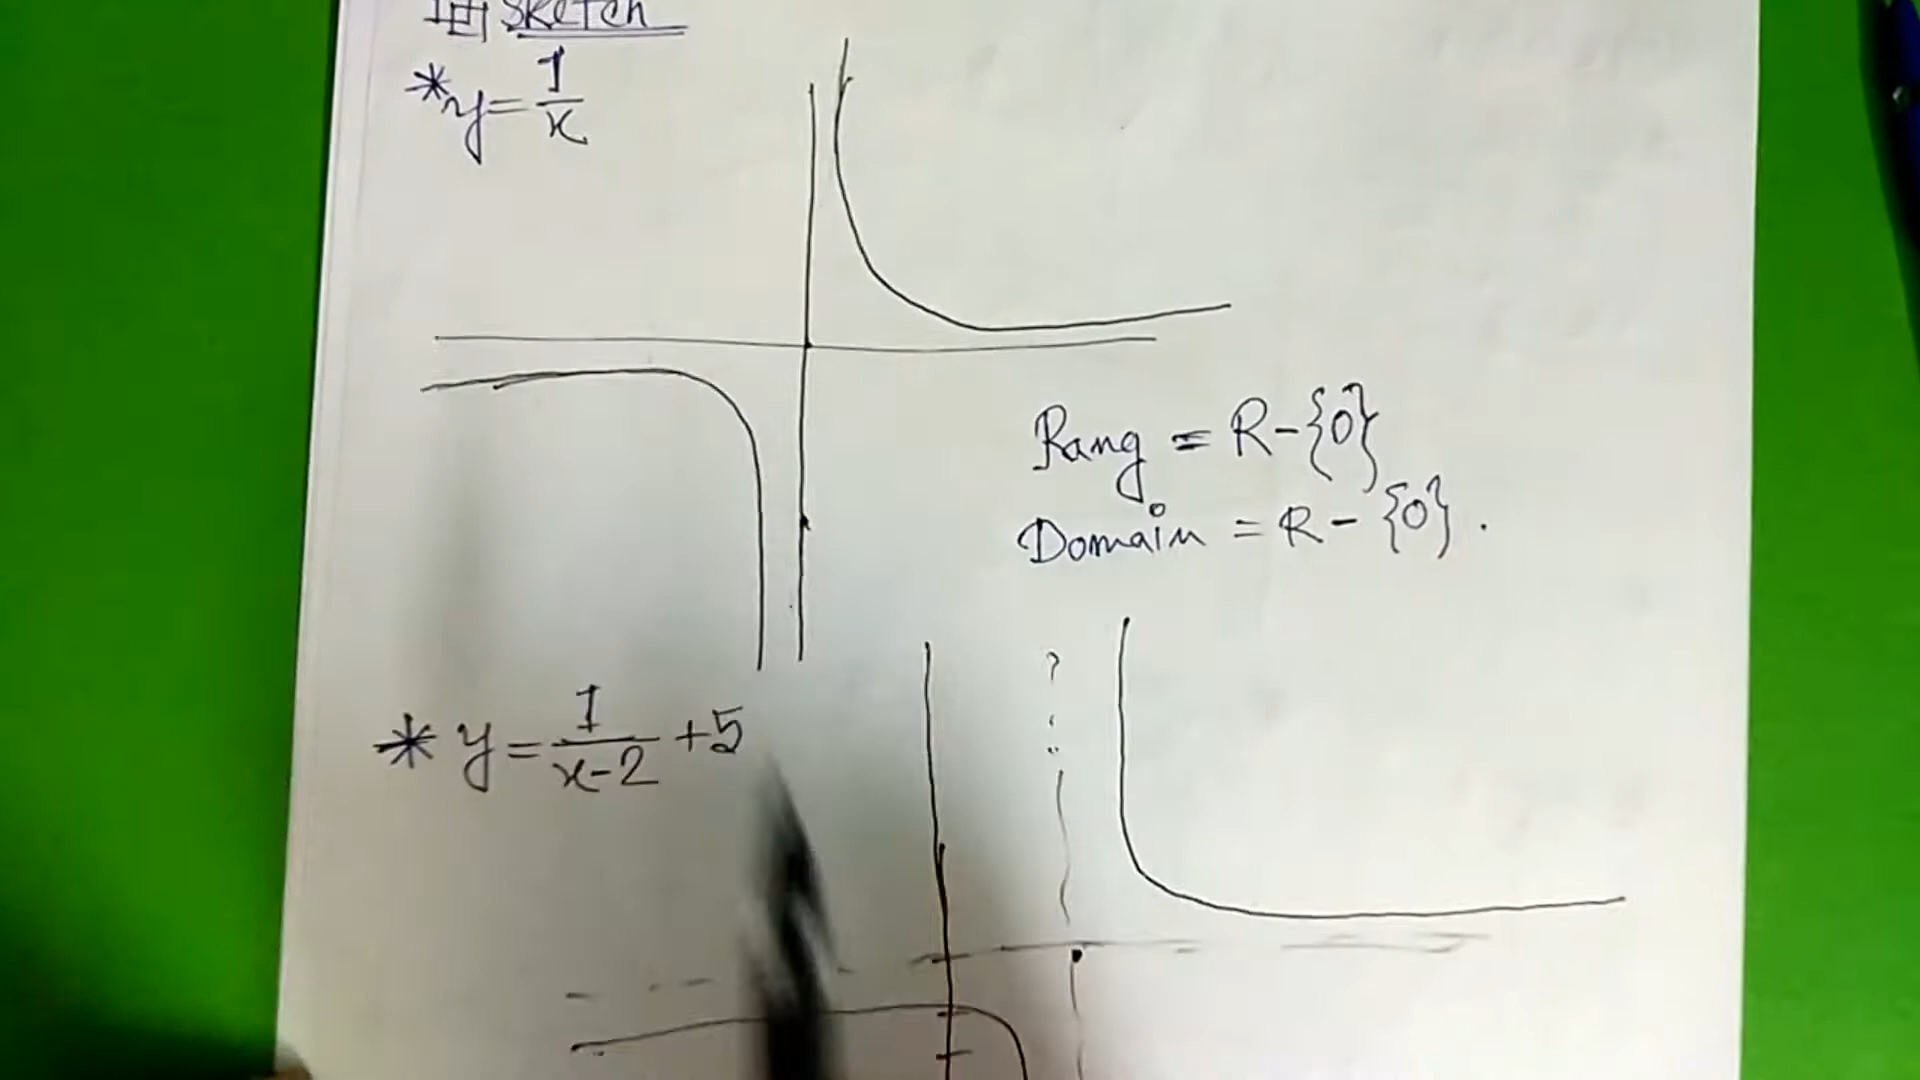 Sketch
* y = 1/x
Rang = R-{0}
Domain = R-{0}.
* y = 1/(x-2) +5